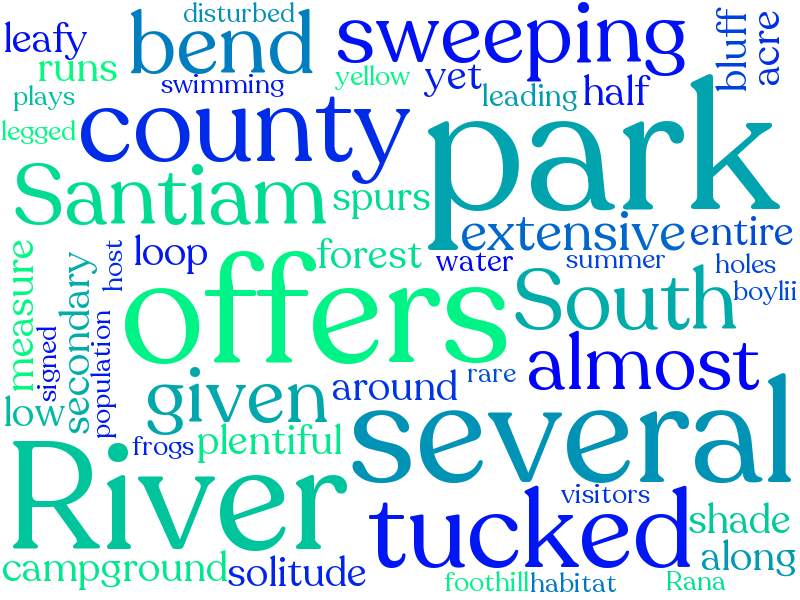 disturbed
leafy
bend
sweeping
bluff
acre
runs
swimming
yellow
yet
plays
leading
half
legged
county
park
Santiam
spurs
extensive
entire
measure
secondary
host
loop
forest
water
summer
holes
boylii
offers
South
signed
population
almost
given
around
rare
low
several
frogs
plentiful
River
tucked
visitors
shade
along
campground
solitude
foothill
habitat
Rana